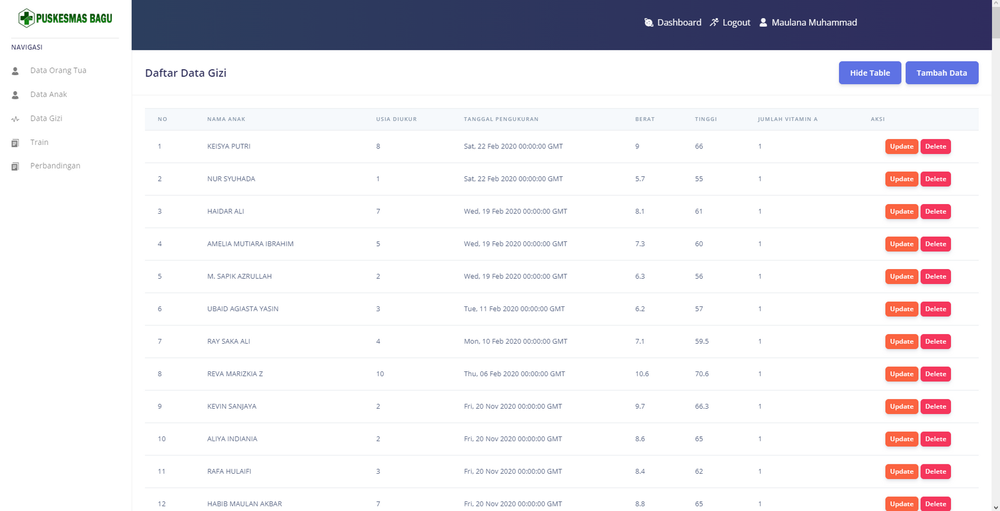 PUSKESMAS BAGU
Dashboard Logout Maulana Muhammad
NAVIGASI
Data Orang Tua
Data Anak
Data Gizi
Train
Perbandingan
Daftar Data Gizi
Hide Table Tambah Data
NO NAMA ANAK USIA DIUKUR TANGGAL PENGUKURAN BERAT TINGGI JUMLAH VITAMIN A AKSI
1 KEISYA PUTRI 8 Sat, 22 Feb 2020 00:00:00 GMT 9 66 1 Update Delete
2 NUR SYUHADA 1 Sat, 22 Feb 2020 00:00:00 GMT 5.7 55 1 Update Delete
3 HAIDAR ALI 7 Wed, 19 Feb 2020 00:00:00 GMT 8.1 61 1 Update Delete
4 AMELIA MUTIARA IBRAHIM 5 Wed, 19 Feb 2020 00:00:00 GMT 7.3 60 1 Update Delete
5 M. SAPIK AZRULLAH 2 Wed, 19 Feb 2020 00:00:00 GMT 6.3 56 1 Update Delete
6 UBAID AGIASTA YASIN 3 Tue, 11 Feb 2020 00:00:00 GMT 6.2 57 1 Update Delete
7 RAY SAKA ALI 4 Mon, 10 Feb 2020 00:00:00 GMT 7.1 59.5 1 Update Delete
8 REVA MARIZKIA Z 10 Thu, 06 Feb 2020 00:00:00 GMT 10.6 70.6 1 Update Delete
9 KEVIN SANJAYA 2 Fri, 20 Nov 2020 00:00:00 GMT 9.7 66.3 1 Update Delete
10 ALIYA INDIANIA 2 Fri, 20 Nov 2020 00:00:00 GMT 8.6 65 1 Update Delete
11 RAFA HULAIFI 3 Fri, 20 Nov 2020 00:00:00 GMT 8.4 62 1 Update Delete
12 HABIB MAULAN AKBAR 7 Fri, 20 Nov 2020 00:00:00 GMT 8.8 65 1 Update Delete